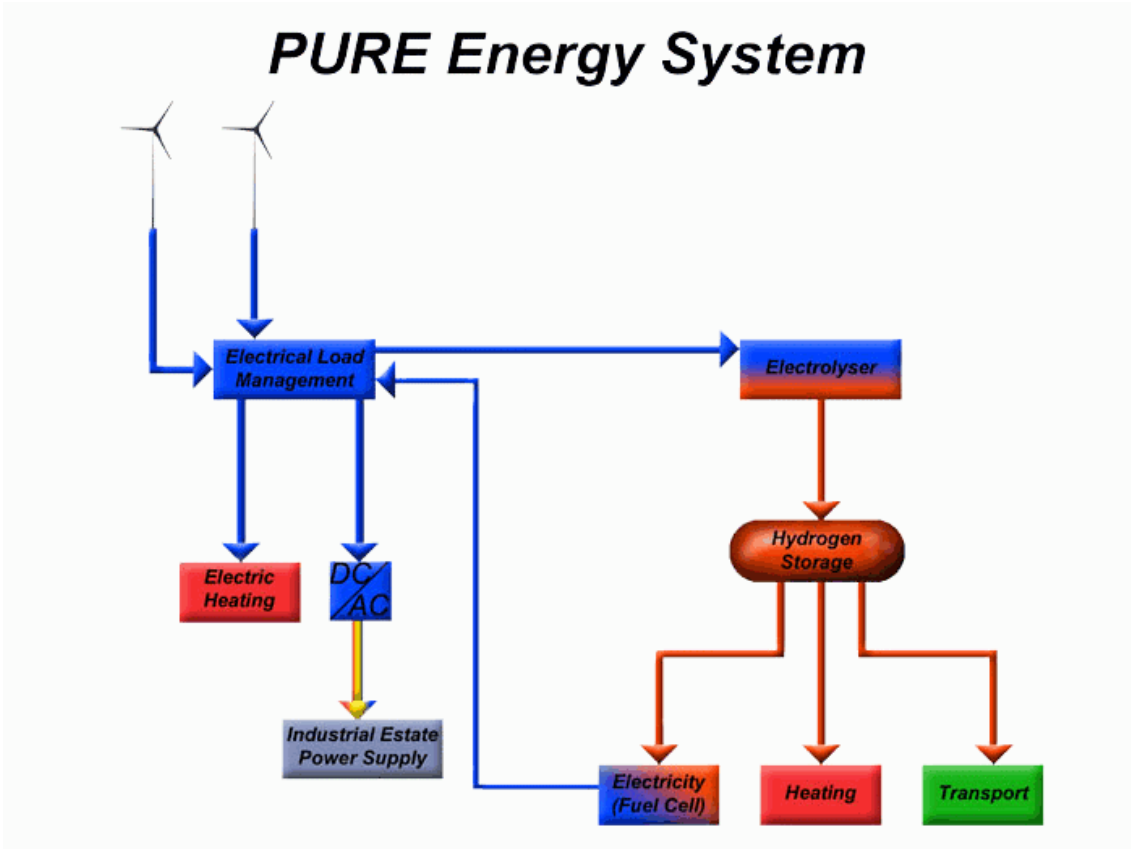 PURE Energy System
Electrical Load
Management
Electrolyser
Hydrogen
Storage
Electric
Heating
DC
AC
Industrial Estate
Power Supply
Electricity
(Fuel Cell)
Heating
Transport